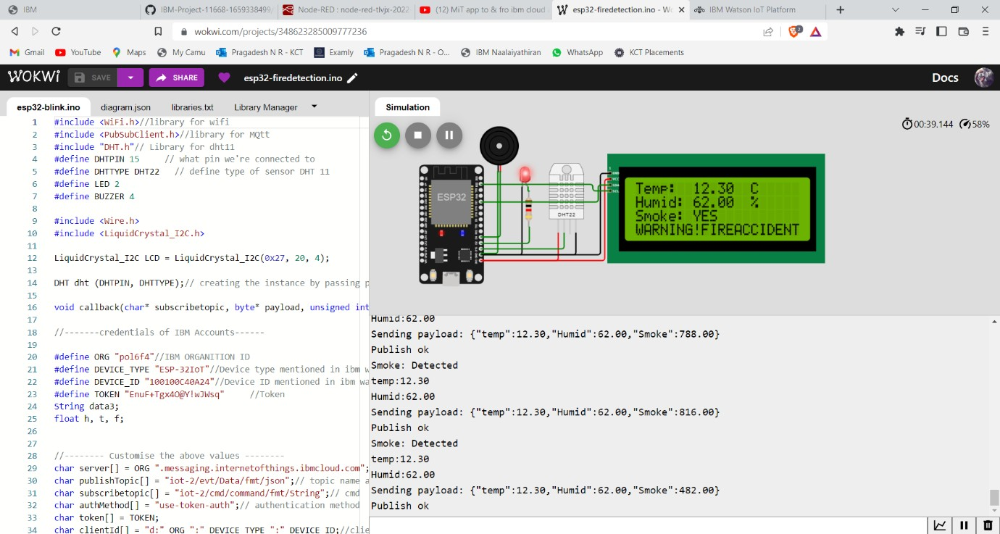 IBM
IBM-Project-11668-1659338499/
Node-RED : node-red-tlvjx-2022
(12) MiT app to & fro ibm cloud
esp32-firedetection.ino - Wo
IBM Watson IoT Platform
wokwi.com/projects/348623285009777236
2
Gmail
YouTube
Maps
My Camu
Pragadesh N R - KCT
Examly
Pragadesh N R - O...
IBM Naalaiyathiran
WhatsApp
KCT Placements
WOKWi
SAVE
SHARE
esp32-firedetection.ino
Docs
esp32-blink.ino
diagram.json
libraries.txt
Library Manager
1 #include <WiFi.h>//library for wifi
2 #include <PubSubClient.h>//library for MQtt
3 #include "DHT.h"// Library for dht11
4 #define DHTPIN 15 // what pin we're connected to
5 #define DHTTYPE DHT22 // define type of sensor DHT 11
6 #define LED 2
7 #define BUZZER 4
8
9 #include <Wire.h>
10 #include <LiquidCrystal_I2C.h>
11
12 LiquidCrystal_I2C LCD = LiquidCrystal_I2C(0x27, 20, 4);
13
14 DHT dht (DHTPIN, DHTTYPE);// creating the instance by passing p
15
16 void callback(char* subscribetopic, byte* payload, unsigned int
17
18 //-------credentials of IBM Accounts------
19
20 #define ORG "pol6f4"//IBM ORGANITION ID
21 #define DEVICE_TYPE "ESP-32IoT"//Device type mentioned in ibm w
22 #define DEVICE_ID "100100C40A24"//Device ID mentioned in ibm wa
23 #define TOKEN "EnuF+Tgx4O@Y!wJWsq" //Token
24 String data3;
25 float h, t, f;
26
27
28 //-------- Customise the above values --------
29 char server[] = ORG ".messaging.internetofthings.ibmcloud.com";
30 char publishTopic[] = "iot-2/evt/Data/fmt/json";// topic name a
31 char subscribetopic[] = "iot-2/cmd/command/fmt/String";// cmd
32 char authMethod[] = "use-token-auth";// authentication method
33 char token[] = TOKEN;
34 char clientId[] = "d:" ORG ":" DEVICE_TYPE ":" DEVICE_ID;//clie
Simulation
00:39.144
58%
ESP32
DHT22
1
GND
VCC
SDA
SCL
Temp: 12.30 C
Humid: 62.00 %
Smoke: YES
WARNING!FIREACCIDENT
Humid:62.00
Sending payload: {"temp":12.30,"Humid":62.00,"Smoke":788.00}
Publish ok
Smoke: Detected
temp:12.30
Humid:62.00
Sending payload: {"temp":12.30,"Humid":62.00,"Smoke":816.00}
Publish ok
Smoke: Detected
temp:12.30
Humid:62.00
Sending payload: {"temp":12.30,"Humid":62.00,"Smoke":482.00}
Publish ok